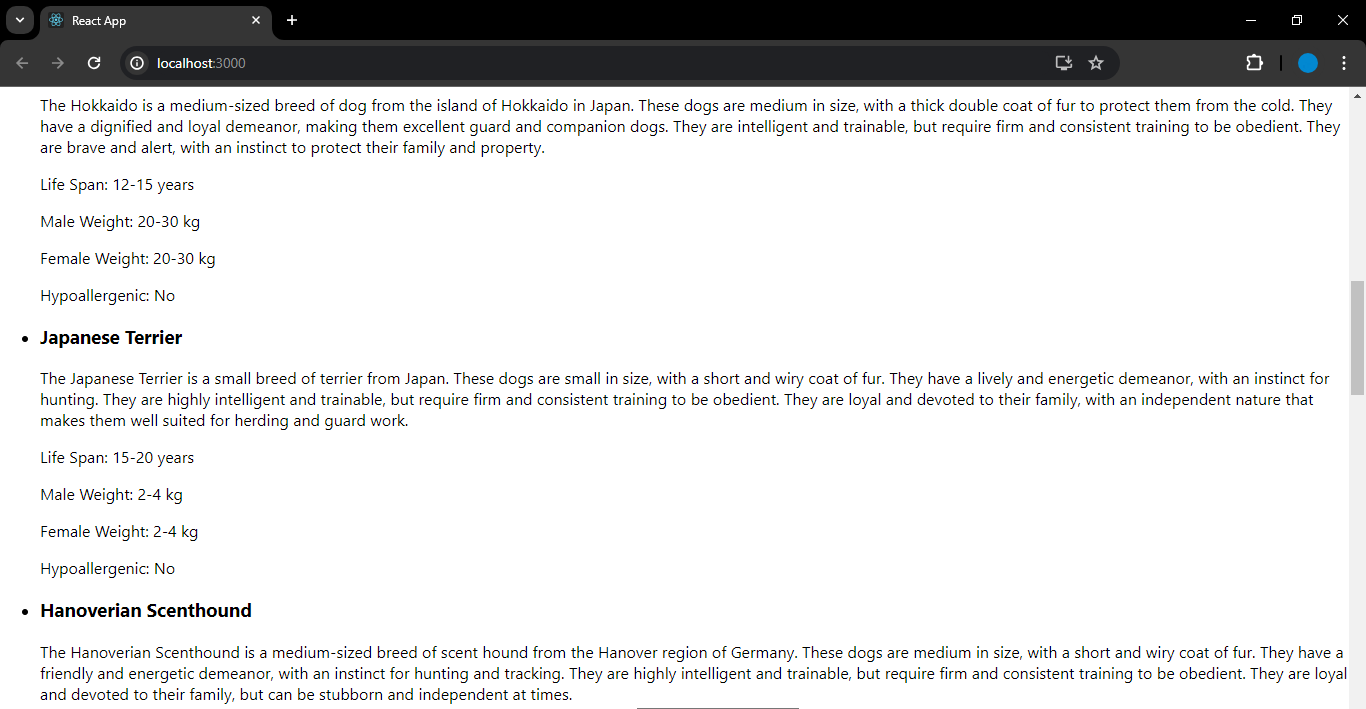 React App
localhost:3000
The Hokkaido is a medium-sized breed of dog from the island of Hokkaido in Japan. These dogs are medium in size, with a thick double coat of fur to protect them from the cold. They
have a dignified and loyal demeanor, making them excellent guard and companion dogs. They are intelligent and trainable, but require firm and consistent training to be obedient. They
are brave and alert, with an instinct to protect their family and property.
Life Span: 12-15 years
Male Weight: 20-30 kg
Female Weight: 20-30 kg
Hypoallergenic: No
• Japanese Terrier
The Japanese Terrier is a small breed of terrier from Japan. These dogs are small in size, with a short and wiry coat of fur. They have a lively and energetic demeanor, with an instinct for
hunting. They are highly intelligent and trainable, but require firm and consistent training to be obedient. They are loyal and devoted to their family, with an independent nature that
makes them well suited for herding and guard work.
Life Span: 15-20 years
Male Weight: 2-4 kg
Female Weight: 2-4 kg
Hypoallergenic: No
• Hanoverian Scenthound
The Hanoverian Scenthound is a medium-sized breed of scent hound from the Hanover region of Germany. These dogs are medium in size, with a short and wiry coat of fur. They have a
friendly and energetic demeanor, with an instinct for hunting and tracking. They are highly intelligent and trainable, but require firm and consistent training to be obedient. They are loyal
and devoted to their family, but can be stubborn and independent at times.